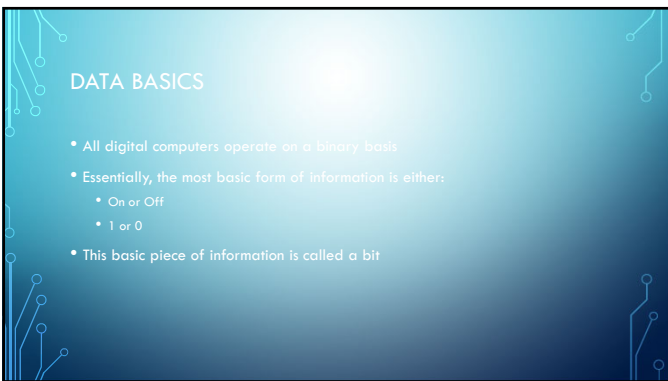 DATA BASICS
• All digital computers operate on a binary basis
• Essentially, the most basic form of information is either:
• On or Off
• 1 or 0
• This basic piece of information is called a bit